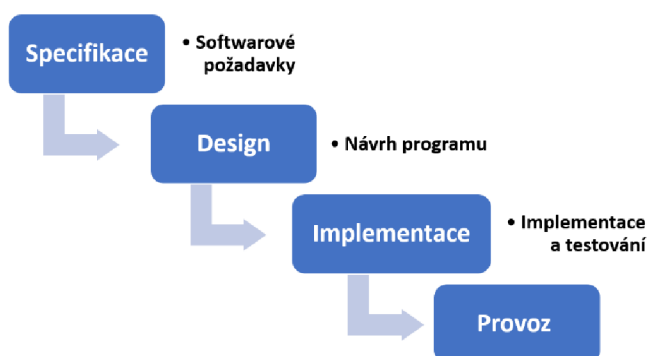 Specifikace
• Softwarové
požadavky
Design
• Návrh programu
Implementace
• Implementace
a testování
Provoz